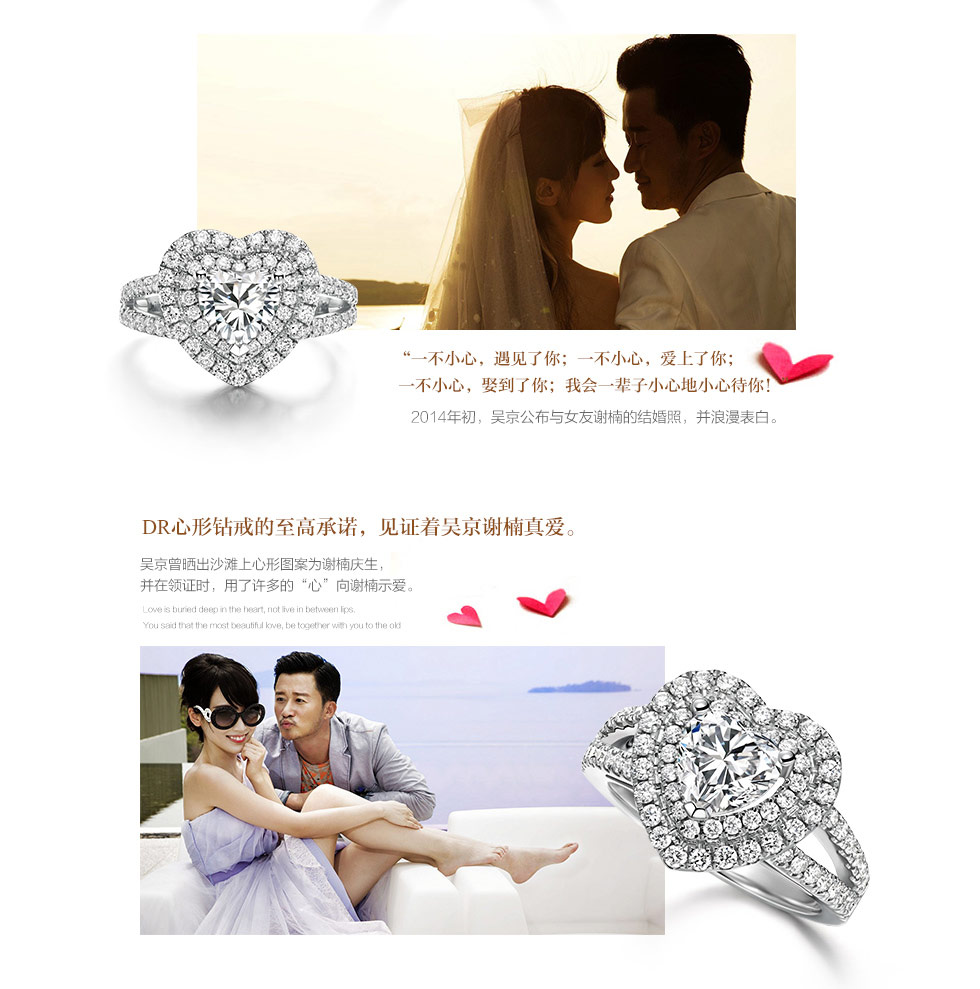 “一不小心，遇见了你；一不小心，爱上了你；
一不小心，娶到了你；我会一辈子小心地小心待你！
2014年初，吴京公布与女友谢楠的结婚照，并浪漫表白。
DR心形钻戒的至高承诺，见证着吴京谢楠真爱。
吴京曾晒出沙滩上心形图案为谢楠庆生，
并在领证时，用了许多的“心”向谢楠示爱。
Love is buried deep in the heart, not live in between lips.
You said that the most beautiful love, be together with you to the old